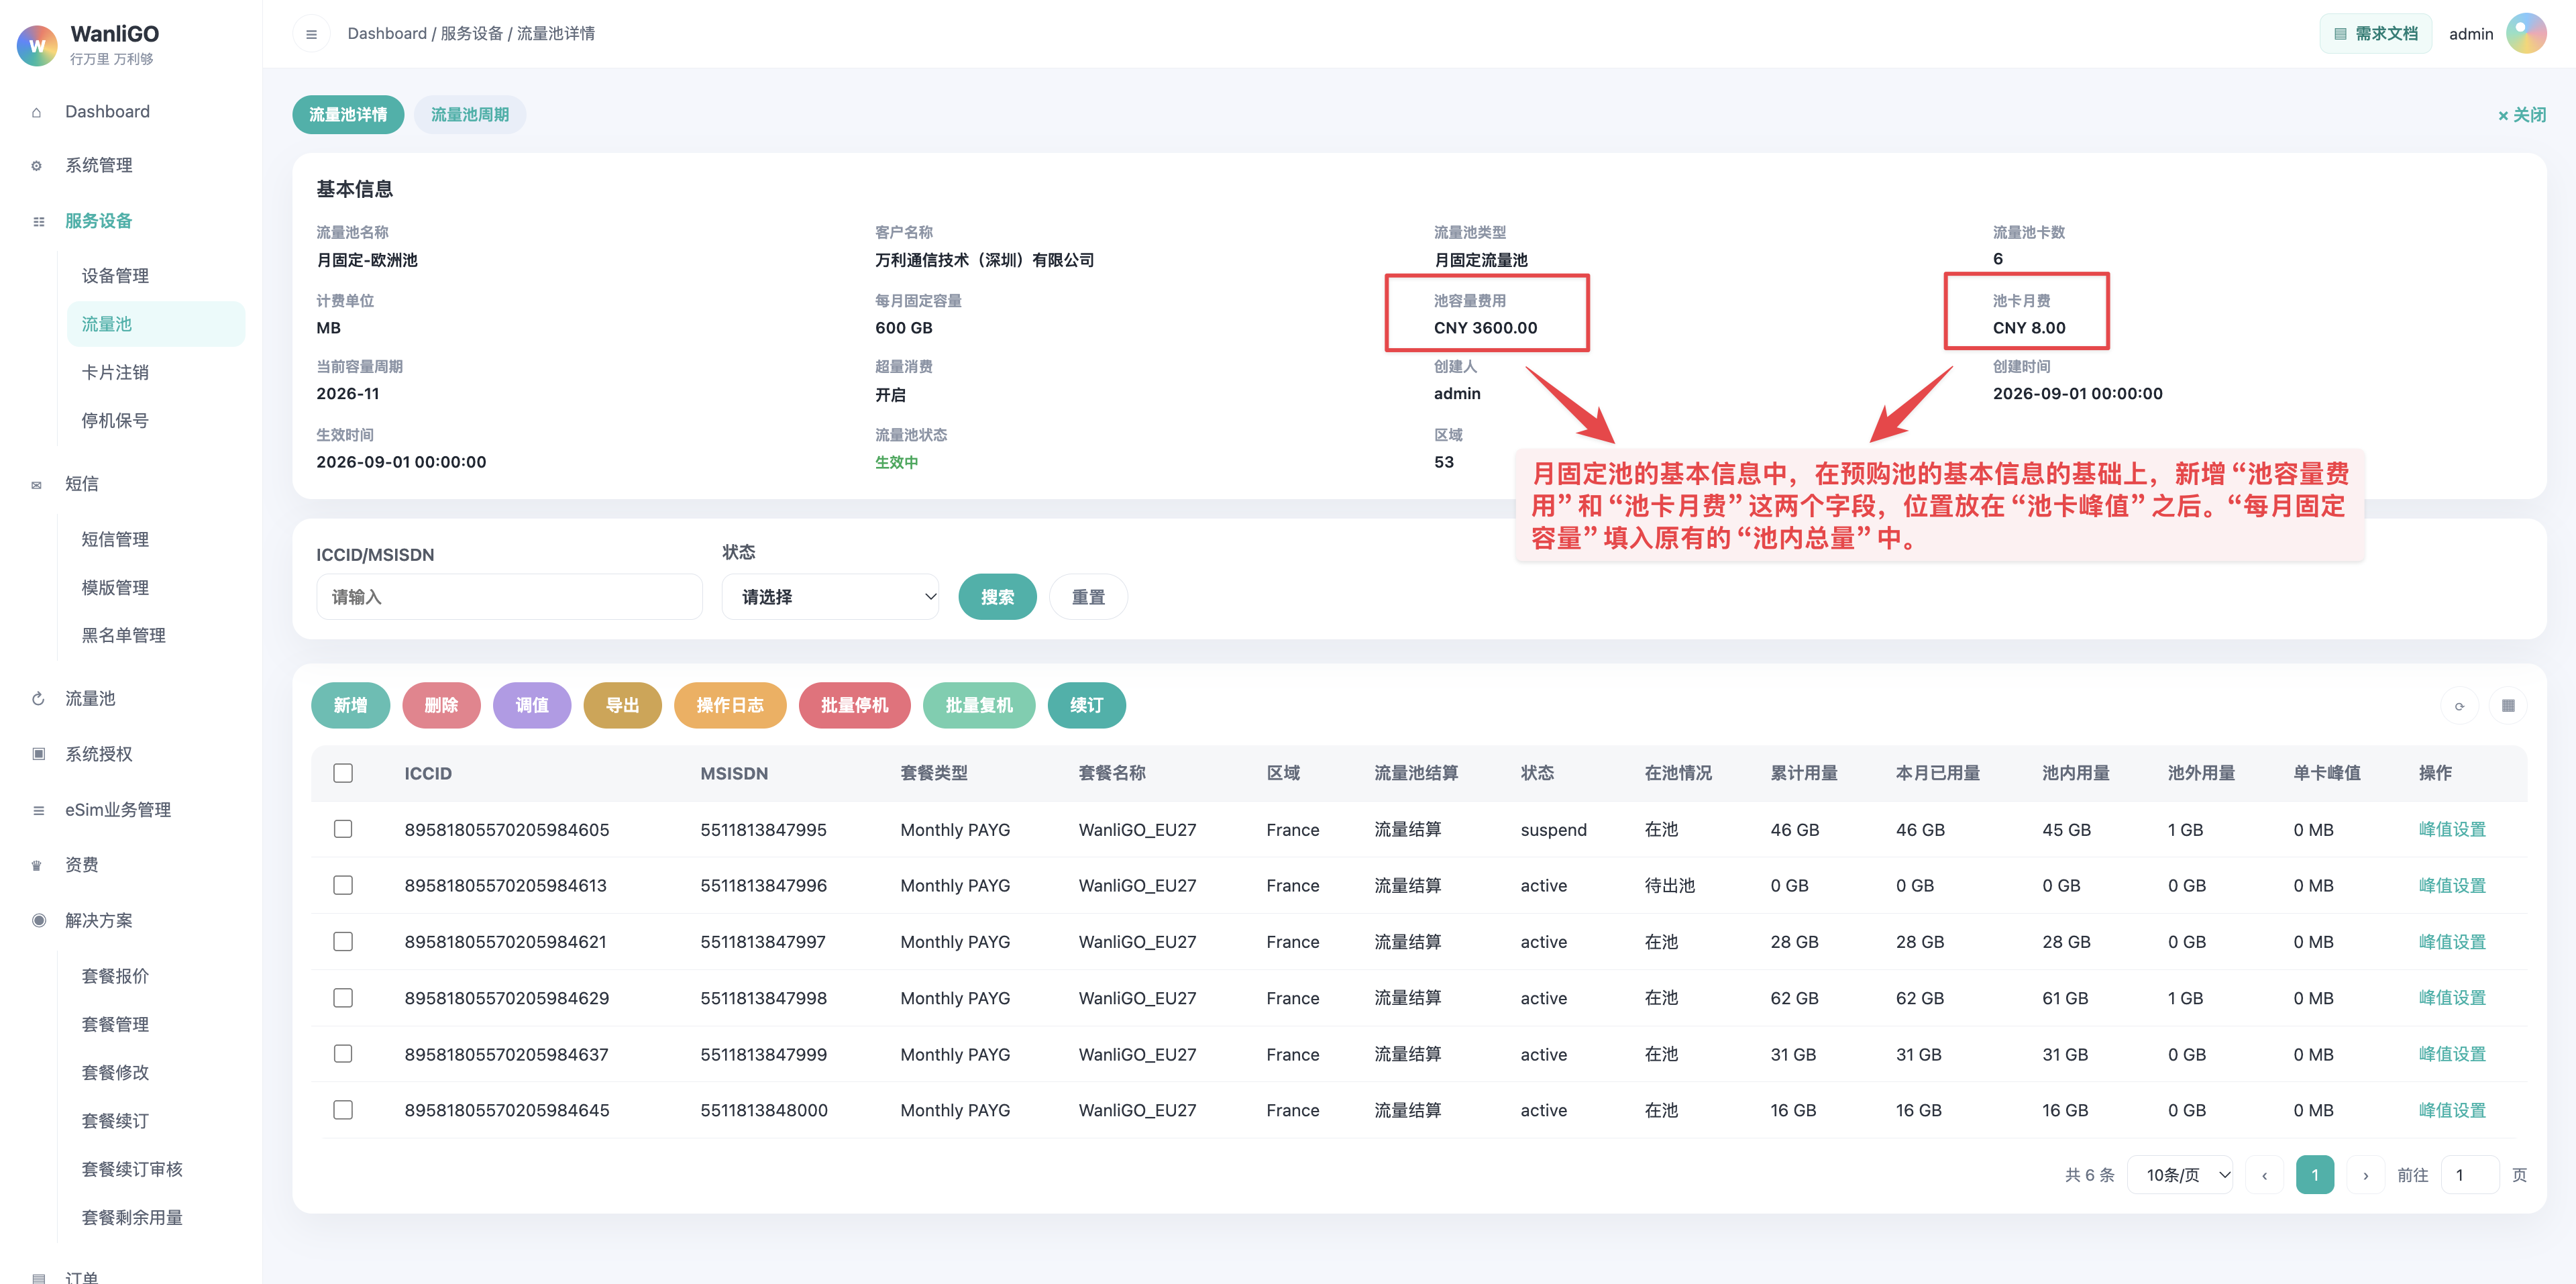 W
WanliGO
行万里 万利够
Dashboard
系统管理
服务设备
设备管理
流量池
卡片注销
停机保号
短信
短信管理
模版管理
黑名单管理
流量池
系统授权
eSim业务管理
资费
解决方案
套餐报价
套餐管理
套餐修改
套餐续订
套餐续订审核
套餐剩余用量
订单
Dashboard / 服务设备 / 流量池详情
需求文档 admin
流量池详情 流量池周期 × 关闭
基本信息
流量池名称 客户名称 流量池类型 流量池卡数
月固定-欧洲池 万利通信技术（深圳）有限公司 月固定流量池 6
计费单位 每月固定容量 池容量费用 池卡月费
MB 600 GB CNY 3600.00 CNY 8.00
当前容量周期 超量消费 创建人 创建时间
2026-11 开启 admin 2026-09-01 00:00:00
生效时间 流量池状态 区域
2026-09-01 00:00:00 生效中 53
月固定池的基本信息中，在预购池的基本信息的基础上，新增“池容量费
用”和“池卡月费”这两个字段，位置放在“池卡峰值”之后。“每月固定
容量”填入原有的“池内总量”中。
ICCID/MSISDN 状态
请输入 请选择 搜索 重置
新增 删除 调值 导出 操作日志 批量停机 批量复机 续订
ICCID MSISDN 套餐类型 套餐名称 区域 流量池结算 状态 在池情况 累计用量 本月已用量 池内用量 池外用量 单卡峰值 操作
89581805570205984605 5511813847995 Monthly PAYG WanliGO_EU27 France 流量结算 suspend 在池 46 GB 46 GB 45 GB 1 GB 0 MB 峰值设置
89581805570205984613 5511813847996 Monthly PAYG WanliGO_EU27 France 流量结算 active 待出池 0 GB 0 GB 0 GB 0 GB 0 MB 峰值设置
89581805570205984621 5511813847997 Monthly PAYG WanliGO_EU27 France 流量结算 active 在池 28 GB 28 GB 28 GB 0 GB 0 MB 峰值设置
89581805570205984629 5511813847998 Monthly PAYG WanliGO_EU27 France 流量结算 active 在池 62 GB 62 GB 61 GB 1 GB 0 MB 峰值设置
89581805570205984637 5511813847999 Monthly PAYG WanliGO_EU27 France 流量结算 active 在池 31 GB 31 GB 31 GB 0 GB 0 MB 峰值设置
89581805570205984645 5511813848000 Monthly PAYG WanliGO_EU27 France 流量结算 active 在池 16 GB 16 GB 16 GB 0 GB 0 MB 峰值设置
共 6 条 10条/页 ‹ 1 › 前往 1 页